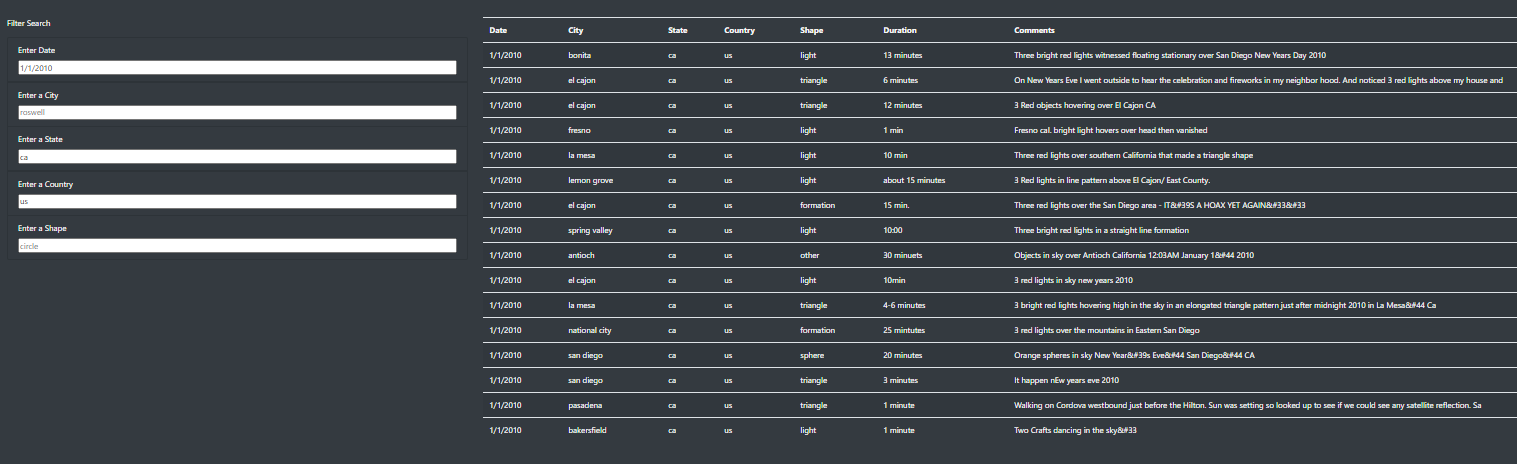 Filter Search
Enter Date
1/1/2010
Enter a City
roswell
Enter a State
ca
Enter a Country
us
Enter a Shape
circle
Date City State Country Shape Duration Comments
1/1/2010 bonita ca us light 13 minutes Three bright red lights witnessed floating stationary over San Diego New Years Day 2010
1/1/2010 el cajon ca us triangle 6 minutes On New Years Eve I went outside to hear the celebration and fireworks in my neighbor hood. And noticed 3 red lights above my house and
1/1/2010 el cajon ca us triangle 12 minutes 3 Red objects hovering over El Cajon CA
1/1/2010 fresno ca us light 1 min Fresno cal. bright light hovers over head then vanished
1/1/2010 la mesa ca us light 10 min Three red lights over southern California that made a triangle shape
1/1/2010 lemon grove ca us light about 15 minutes 3 Red lights in line pattern above El Cajon/ East County.
1/1/2010 el cajon ca us formation 15 min. Three red lights over the San Diego area - IT&#39S A HOAX YET AGAIN&#33&#33
1/1/2010 spring valley ca us light 10:00 Three bright red lights in a straight line formation
1/1/2010 antioch ca us other 30 minuets Objects in sky over Antioch California 12:03AM January 1&#44 2010
1/1/2010 el cajon ca us light 10min 3 red lights in sky new years 2010
1/1/2010 la mesa ca us triangle 4-6 minutes 3 bright red lights hovering high in the sky in an elongated triangle pattern just after midnight 2010 in La Mesa&#44 Ca
1/1/2010 national city ca us formation 25 mintutes 3 red lights over the mountains in Eastern San Diego
1/1/2010 san diego ca us sphere 20 minutes Orange spheres in sky New Year&#39s Eve&#44 San Diego&#44 CA
1/1/2010 san diego ca us triangle 3 minutes It happen nEw years eve 2010
1/1/2010 pasadena ca us triangle 1 minute Walking on Cordova westbound just before the Hilton. Sun was setting so looked up to see if we could see any satellite reflection. Sa
1/1/2010 bakersfield ca us light 1 minute Two Crafts dancing in the sky&#33